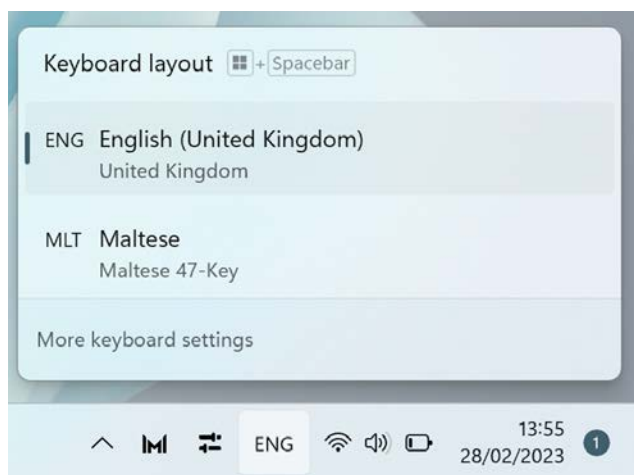 Keyboard layout + Spacebar
ENG English (United Kingdom)
United Kingdom
MLT Maltese
Maltese 47-Key
More keyboard settings
ENG
13:55
28/02/2023
1